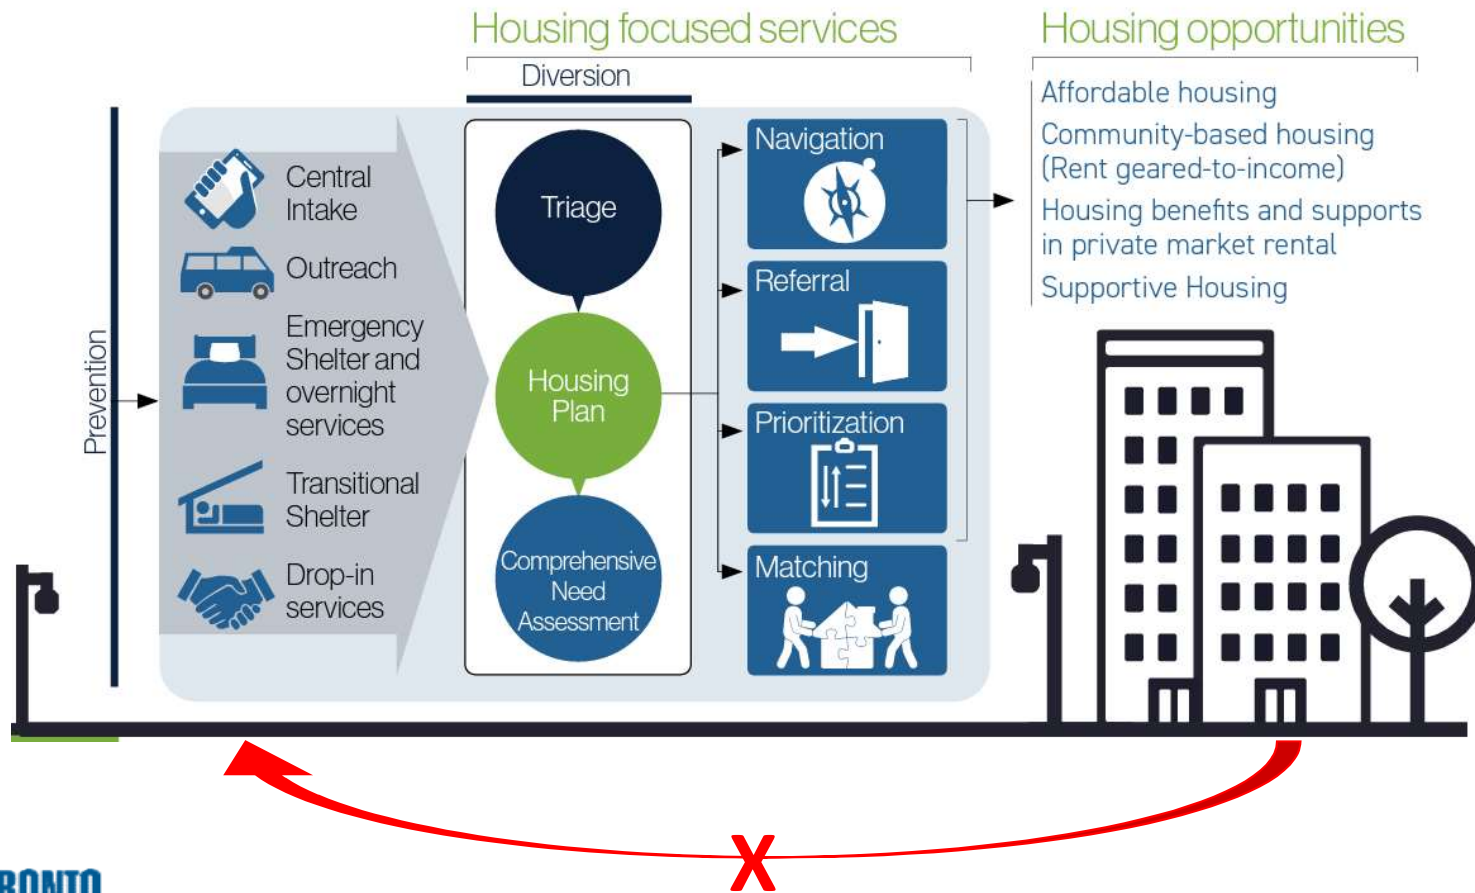 Housing focused services
Housing opportunities
Diversion
Prevention
Central
Intake
Outreach
Emergency
Shelter and
overnight
services
Transitional
Shelter
Drop-in
services
Triage
Housing
Plan
Comprehensive
Need
Assessment
Navigation
Referral
Prioritization
Matching
Affordable housing
Community-based housing
(Rent geared-to-income)
Housing benefits and supports
in private market rental
Supportive Housing
X